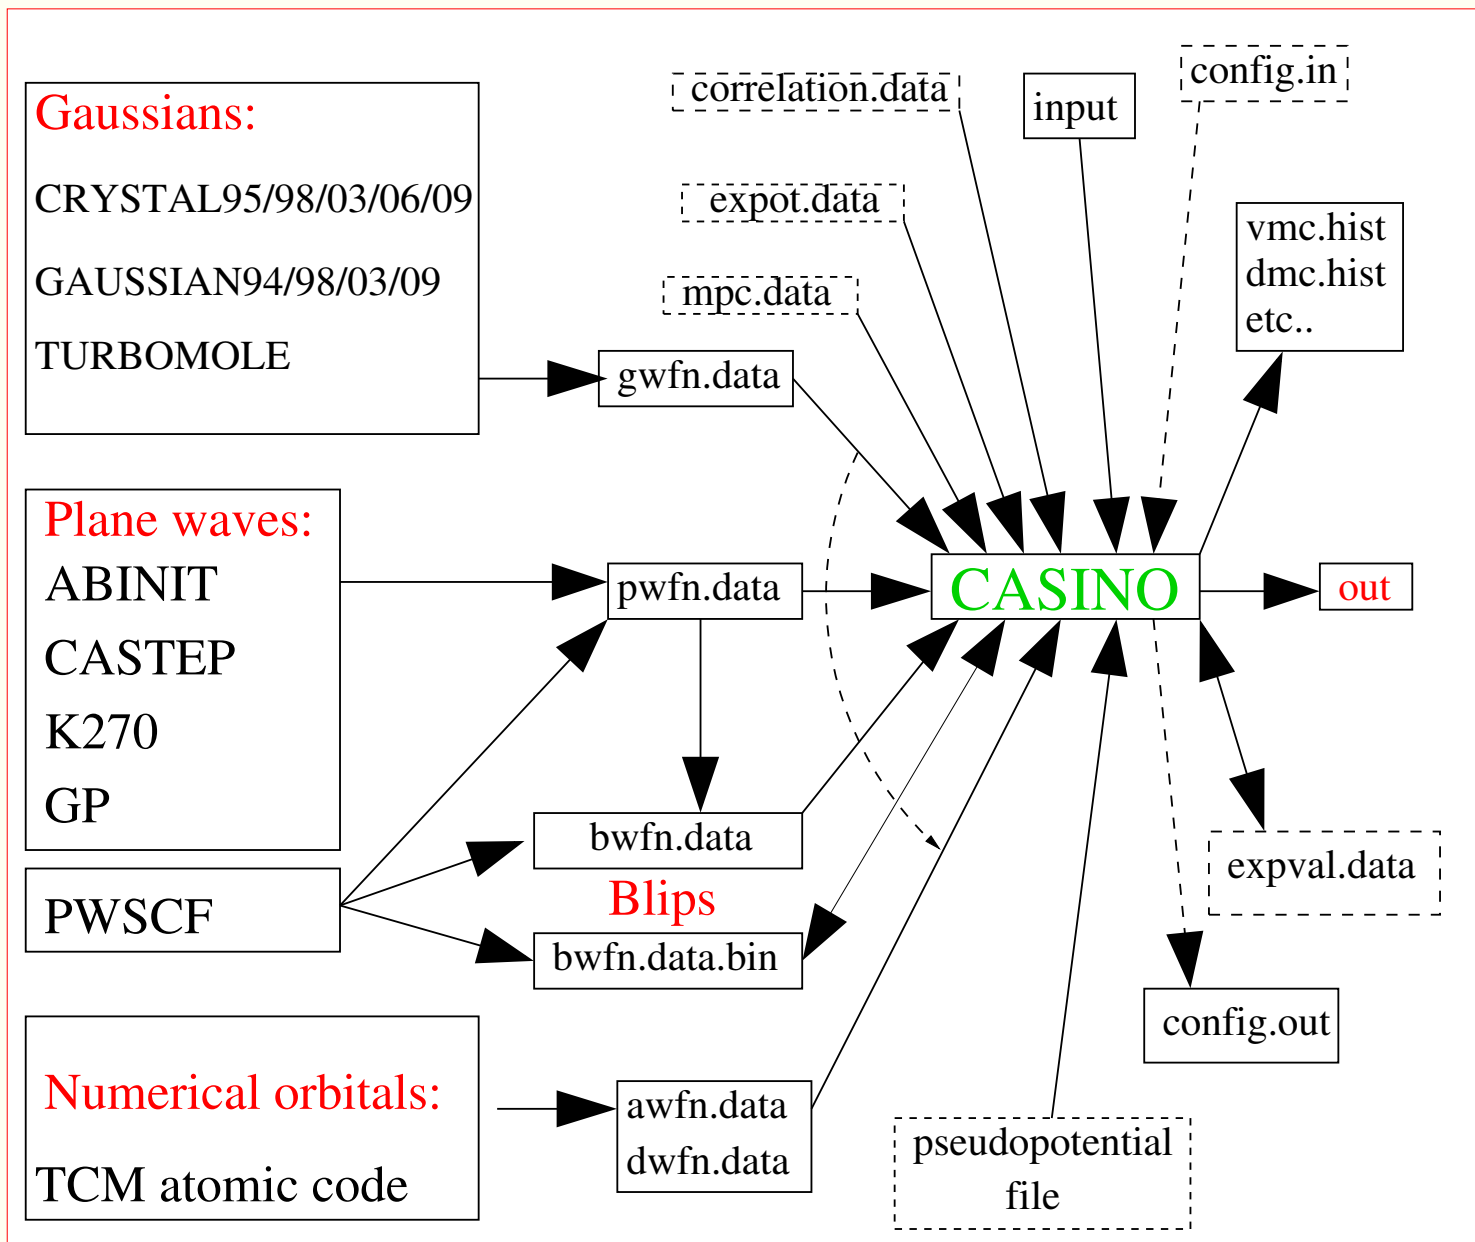 Gaussians:
CRYSTAL95/98/03/06/09
GAUSSIAN94/98/03/09
TURBOMOLE
correlation.data
expot.data
mpc.data
gwfn.data
input
config.in
vmc.hist
dmc.hist
etc..
Plane waves:
ABINIT
CASTEP
K270
GP
PWSCF
pwfn.data
CASINO
out
bwfn.data
Blips
bwfn.data.bin
expval.data
config.out
Numerical orbitals:
TCM atomic code
awfn.data
dwfn.data
pseudopotential
file